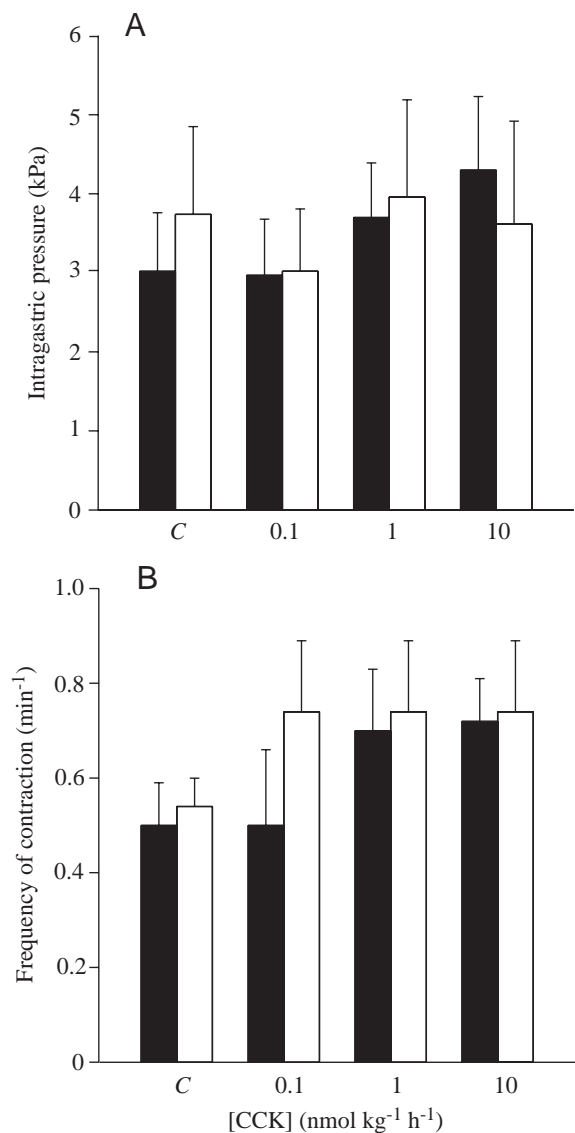 A
6
5
4
3
2
1
0
Intragastric pressure (kPa)
C 0.1 1 10
B
1.0
0.8
0.6
0.4
0.2
0
Frequency of contraction (min-1)
C 0.1 1 10
[CCK] (nmol kg-1 h-1)